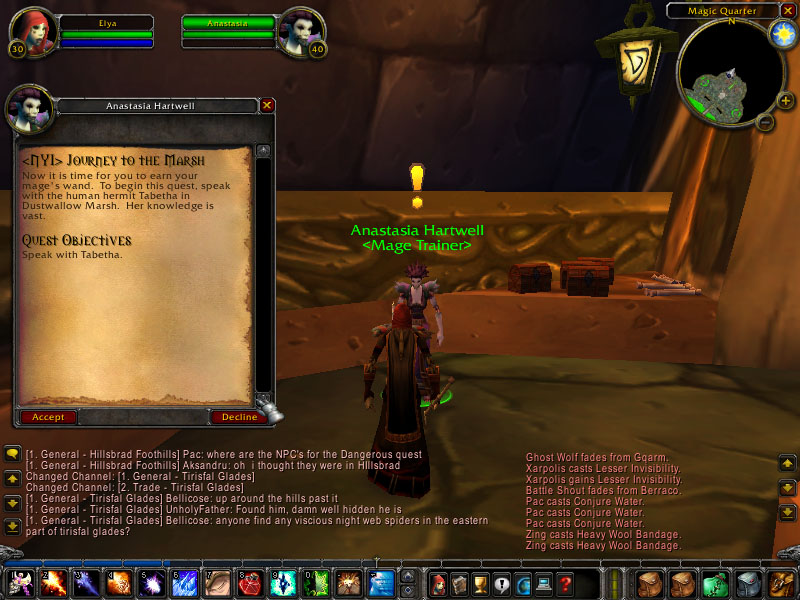 Elya
Anastasia
30
40
Magic Quarter
N
Anastasia Hartwell
<NYI> Journey to the Marsh
Now it is time for you to earn your
mage's wand. To begin this quest, speak
with the human hermit Tabetha in
Dustwallow Marsh. Her knowledge is
vast.
Quest Objectives
Speak with Tabetha.
Accept
Decline
Anastasia Hartwell
<Mage Trainer>
[1. General - Hillsbrad Foothills] Pac: where are the NPC's for the Dangerous quest
[1. General - Hillsbrad Foothills] Aksandru: oh i thought they were in HIllsbrad
Changed Channel: [1. General - Tirisfal Glades]
Changed Channel: [2. Trade - Tirisfal Glades]
[1. General - Tirisfal Glades] Bellicose: up around the hills past it
[1. General - Tirisfal Glades] UnholyFather: Found him, damn well hidden he is
[1. General - Tirisfal Glades] Bellicose: anyone find any viscious night web spiders in the eastern
part of tirisfal glades?
Ghost Wolf fades from Gqarm.
Xarpolis casts Lesser Invisibility.
Xarpolis gains Lesser Invisibility.
Battle Shout fades from Berraco.
Pac casts Conjure Water.
Pac casts Conjure Water.
Pac casts Conjure Water.
Zing casts Heavy Wool Bandage.
Zing casts Heavy Wool Bandage.